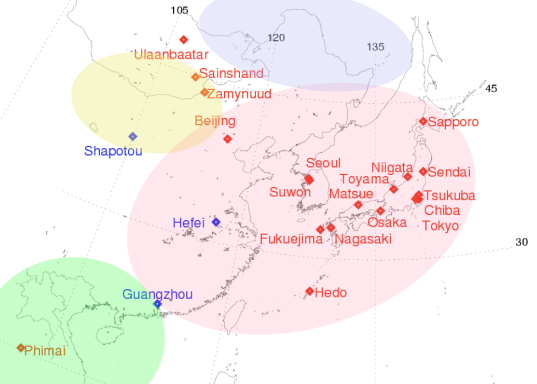 105
120
135
Ulaanbaatar
Sainshand
45
Zamynuud
Beijing
Sapporo
Shapotou
Seoul
Niigata
Sendai
Toyama
Suwon
Matsue
Tsukuba
Chiba
Hefei
Osaka
Tokyo
Fukuejima
Nagasaki
30
Guangzhou
Hedo
Phimai